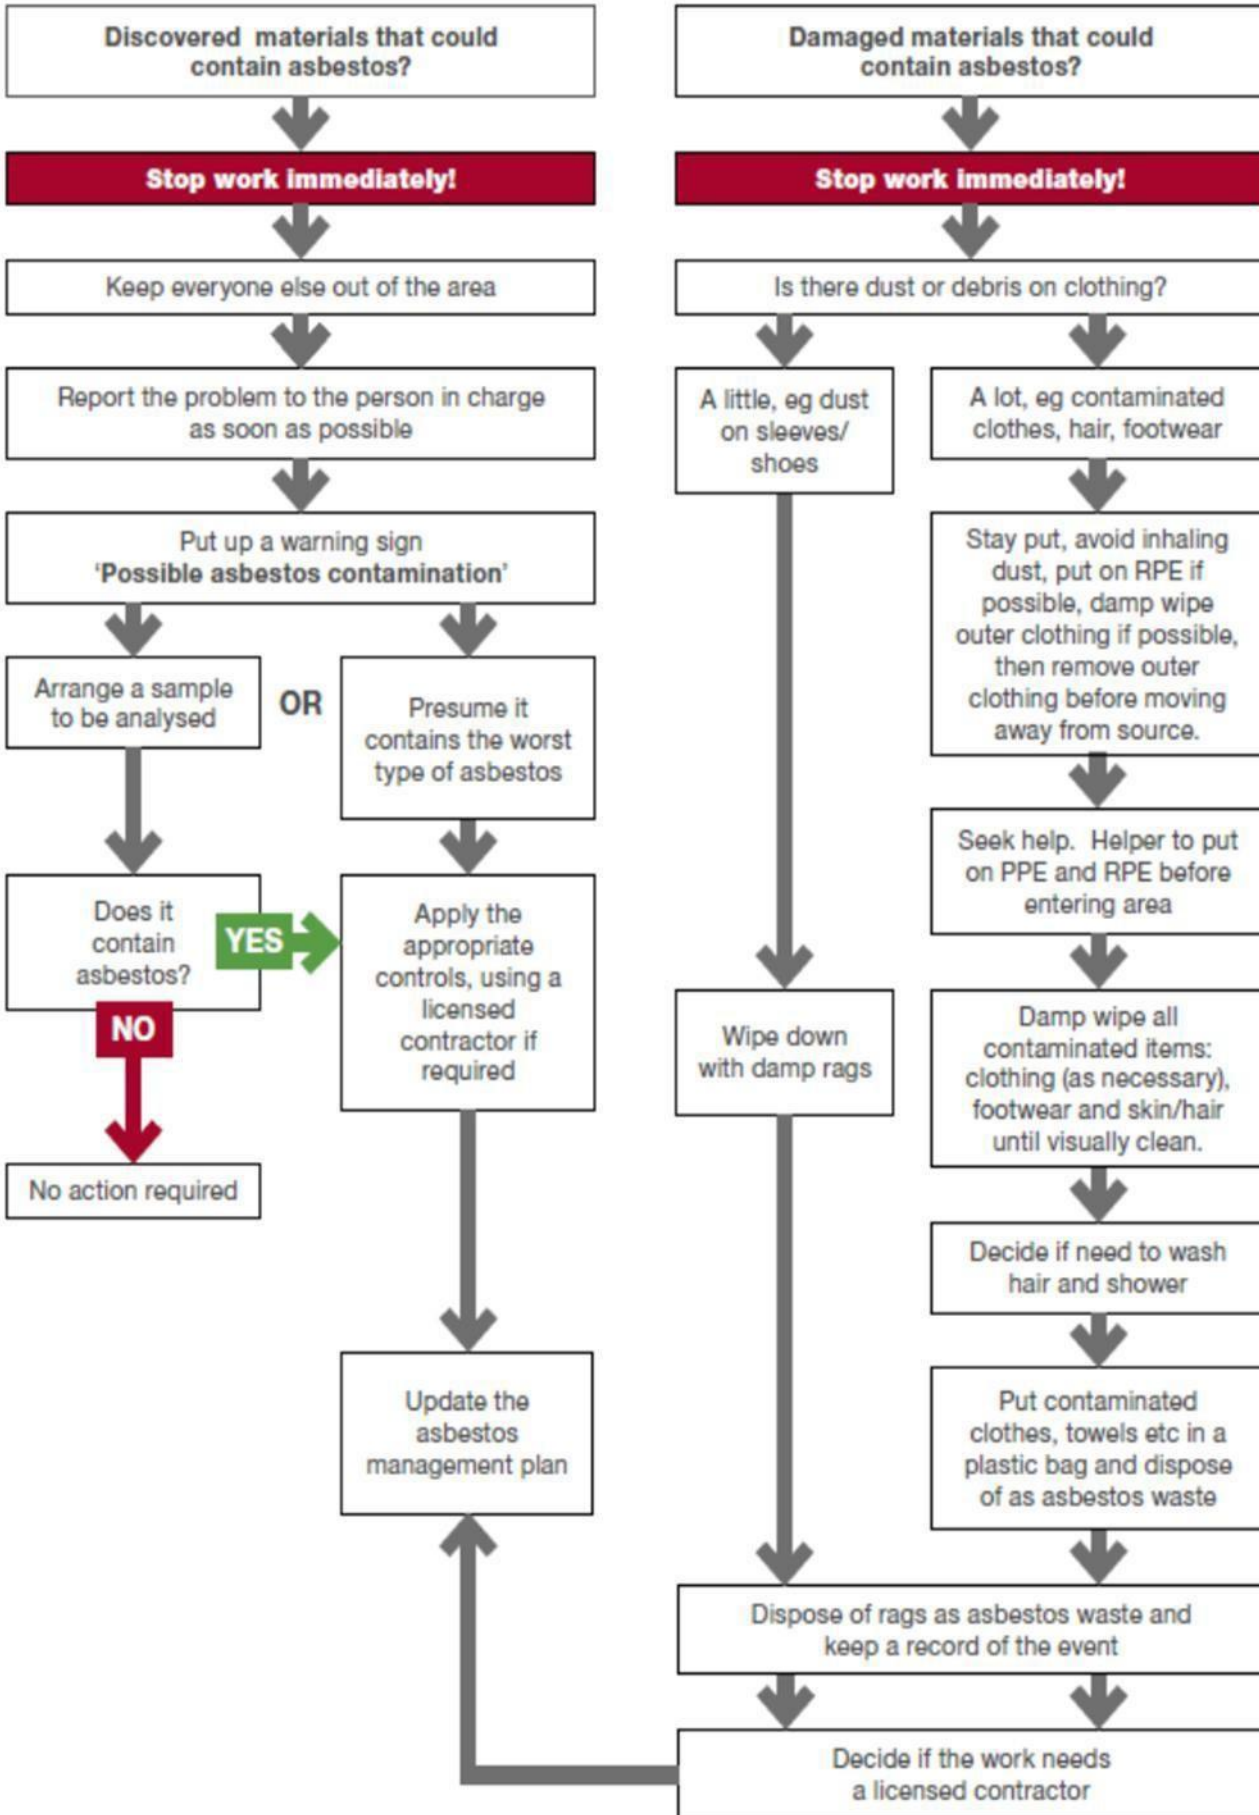 Discovered materials that could
contain asbestos?
Stop work immediately!
Keep everyone else out of the area
Report the problem to the person in charge
as soon as possible
Put up a warning sign
'Possible asbestos contamination'
Arrange a sample
to be analysed
OR
Presume it
contains the worst
type of asbestos
Does it
contain
asbestos?
YES
NO
No action required
Apply the
appropriate
controls, using a
licensed
contractor if
required
Update the
asbestos
management plan
Damaged materials that could
contain asbestos?
Stop work immediately!
Is there dust or debris on clothing?
A little, eg dust
on sleeves/
shoes
Wipe down
with damp rags
A lot, eg contaminated
clothes, hair, footwear
Stay put, avoid inhaling
dust, put on RPE if
possible, damp wipe
outer clothing if possible,
then remove outer
clothing before moving
away from source.
Seek help. Helper to put
on PPE and RPE before
entering area
Damp wipe all
contaminated items:
clothing (as necessary),
footwear and skin/hair
until visually clean.
Decide if need to wash
hair and shower
Put contaminated
clothes, towels etc in a
plastic bag and dispose
of as asbestos waste
Dispose of rags as asbestos waste and
keep a record of the event
Decide if the work needs
a licensed contractor